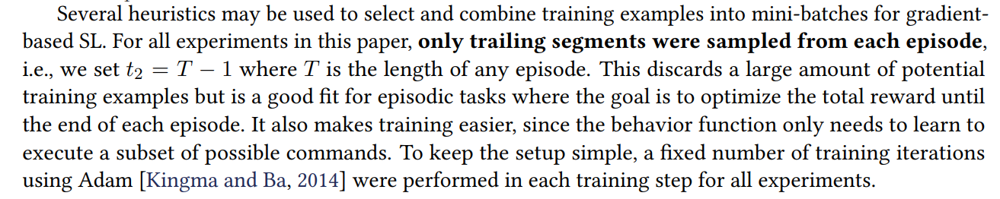 Several heuristics may be used to select and combine training examples into mini-batches for gradient-
based SL. For all experiments in this paper, only trailing segments were sampled from each episode,
i.e., we set t₂ = T − 1 where T is the length of any episode. This discards a large amount of potential
training examples but is a good fit for episodic tasks where the goal is to optimize the total reward until
the end of each episode. It also makes training easier, since the behavior function only needs to learn to
execute a subset of possible commands. To keep the setup simple, a fixed number of training iterations
using Adam [Kingma and Ba, 2014] were performed in each training step for all experiments.